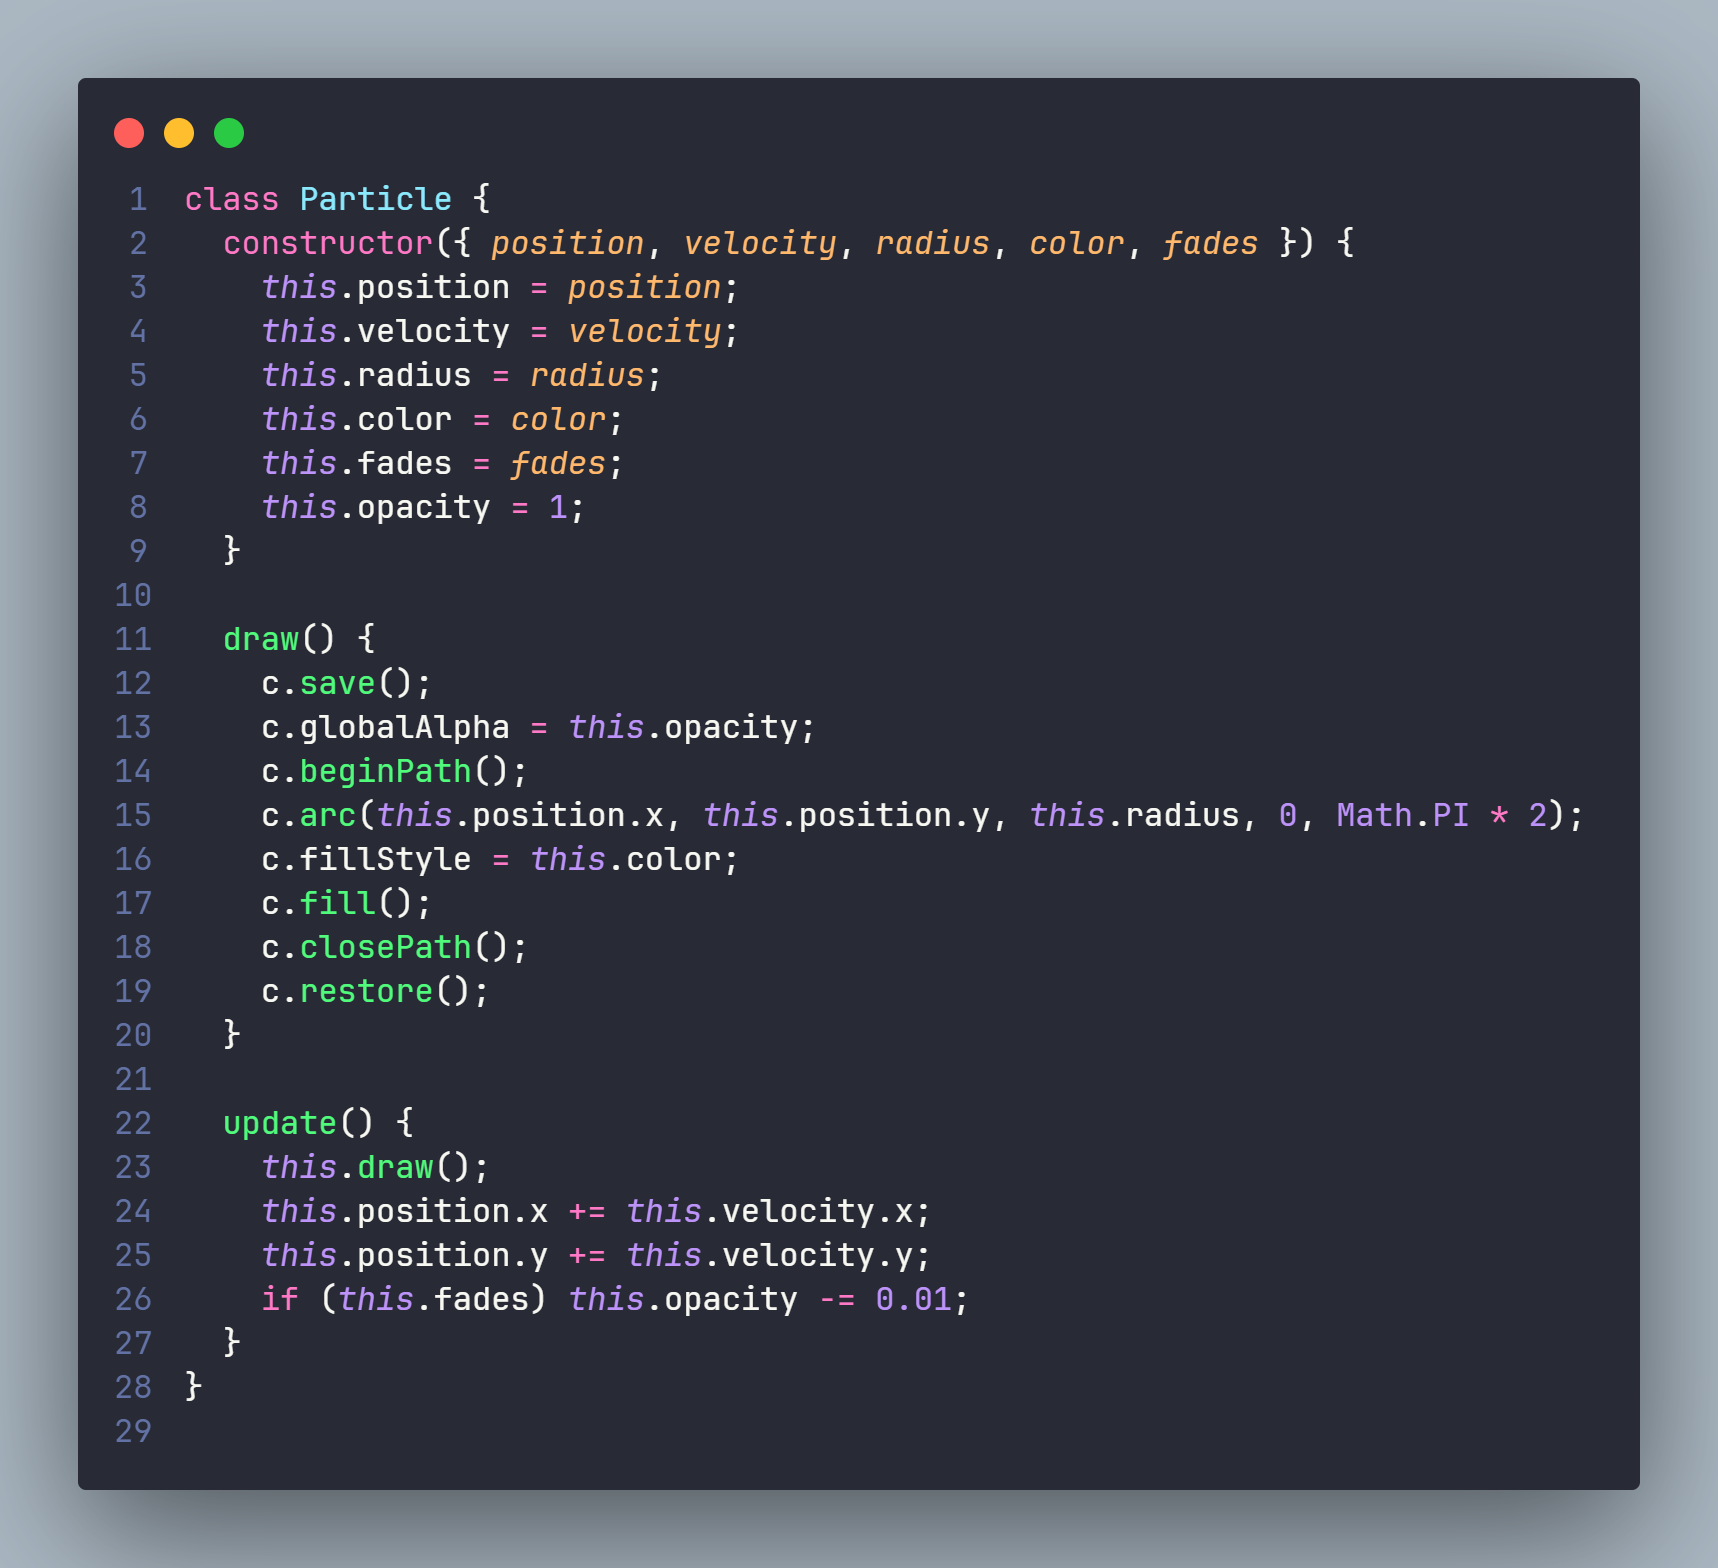 1 class Particle {
2   constructor({ position, velocity, radius, color, fades }) {
3     this.position = position;
4     this.velocity = velocity;
5     this.radius = radius;
6     this.color = color;
7     this.fades = fades;
8     this.opacity = 1;
9   }
10
11   draw() {
12     c.save();
13     c.globalAlpha = this.opacity;
14     c.beginPath();
15     c.arc(this.position.x, this.position.y, this.radius, 0, Math.PI * 2);
16     c.fillStyle = this.color;
17     c.fill();
18     c.closePath();
19     c.restore();
20   }
21
22   update() {
23     this.draw();
24     this.position.x += this.velocity.x;
25     this.position.y += this.velocity.y;
26     if (this.fades) this.opacity -= 0.01;
27   }
28 }
29